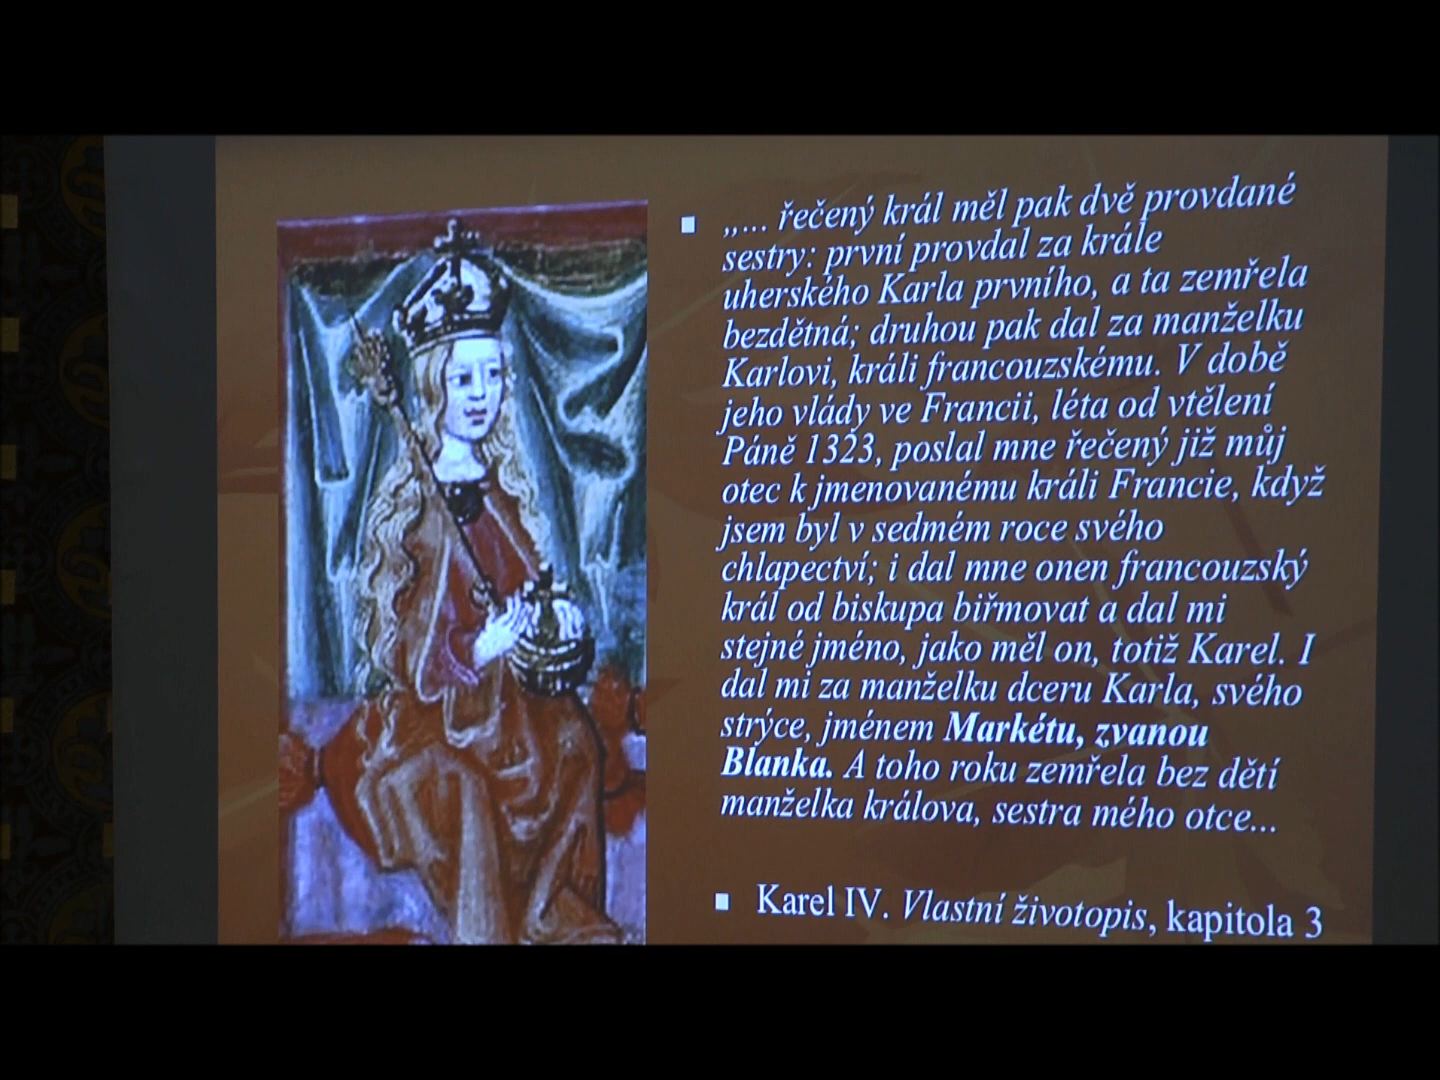 „... řečený král měl pak dvě provdané
sestry: první provdal za krále
uherského Karla prvního, a ta zemřela
bezdětná; druhou pak dal za manželku
Karlovi, králi francouzskému. V době
jeho vlády ve Francii, léta od vtělení
Páně 1323, poslal mne řečený již můj
otec k jmenovanému králi Francie, když
jsem byl v sedmém roce svého
chlapectví; i dal mne onen francouzský
král od biskupa biřmovat a dal mi
stejné jméno, jako měl on, totiž Karel. I
dal mi za manželku dceru Karla, svého
strýce, jménem Markétu, zvanou
Blanka. A toho roku zemřela bez dětí
manželka králova, sestra mého otce...
Karel IV. Vlastní životopis, kapitola 3